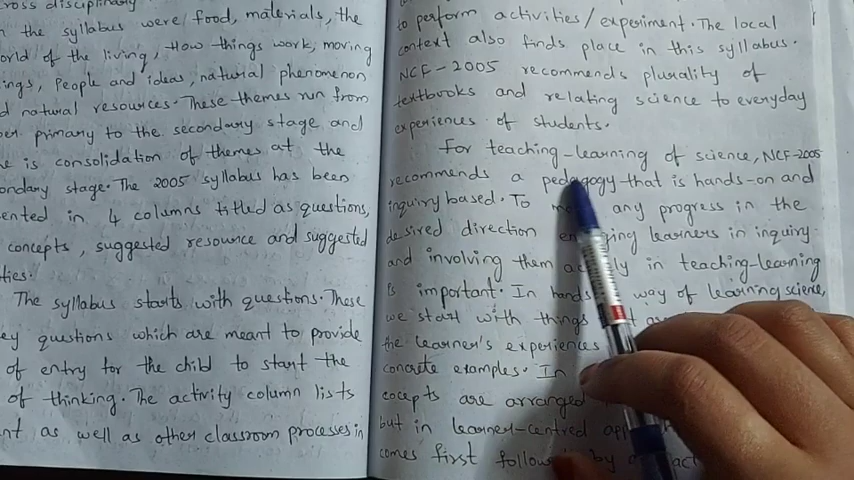 cross disciplinary
n the syllabus were food, materials, the
orld of the living, How things work, moving
ings, people and ideas, natural phenomenon
d natural resources. These themes run from
primary to the secondary stage and
is consolidation of themes at the
ondary stage. The 2005 syllabus has been
ented in 4 columns titled as questions,
concepts, suggested resource and suggested
ties.
The syllabus starts with questions. These
ey questions which are meant to provide
of entry for the child to start the
of thinking. The activity column lists
nt as well as other classroom processes in
to perform activities/experiment. The local
context also finds place in this syllabus.
NCF-2005 recommends plurality of
textbooks and relating science to everyday
experiences of students.
For teaching-learning of science, NCF-2005
recommends a pedagogy that is hands-on and
inquiry based. To any progress in the
desired direction learners in inquiry
and involving them in teaching-learning
is important. In hands way of learning science,
we start with things
the learner's experiences
concrete examples. In
cocepts are arranged
but in learner-centred
comes first by